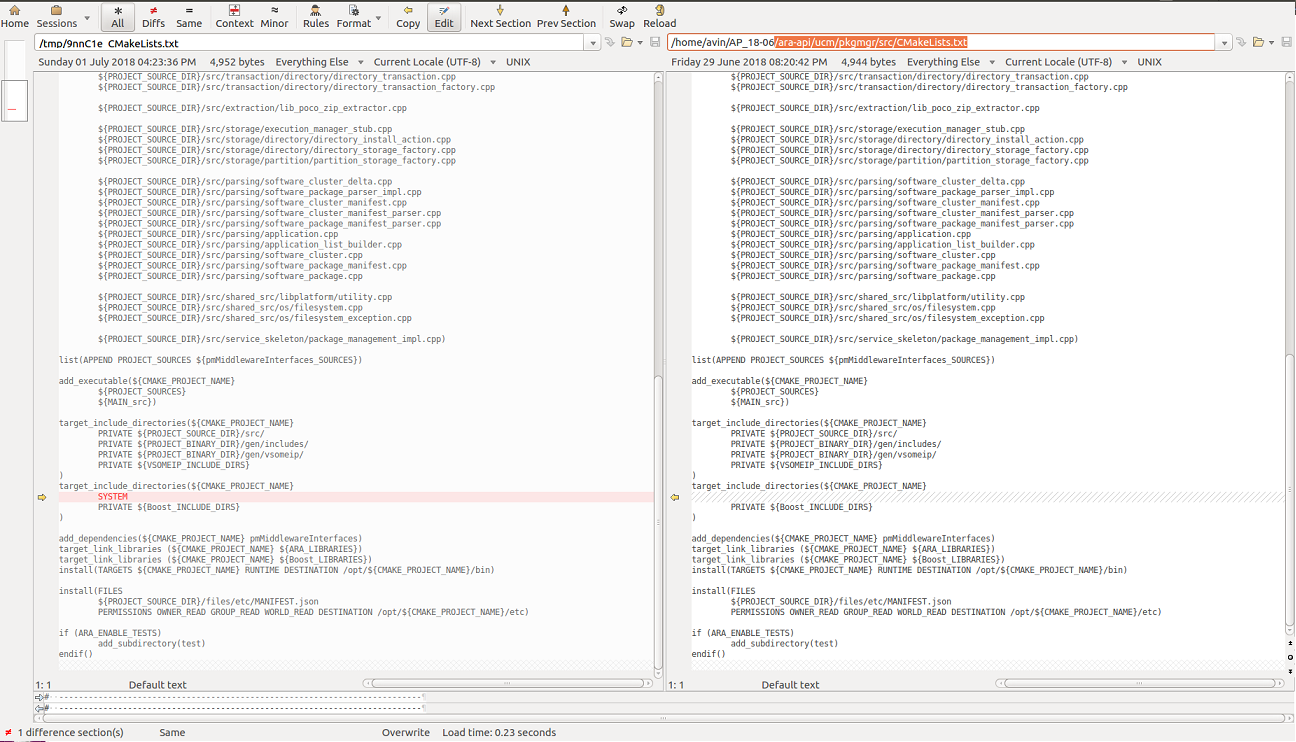 Home Sessions All Diffs Same Context Minor Rules Format Copy Edit Next Section Prev Section Swap Reload
/tmp/9nnC1e_CMakeLists.txt
Sunday 01 July 2018 04:23:36 PM 4,952 bytes Everything Else Current Locale (UTF-8) UNIX
${PROJECT_SOURCE_DIR}/src/transaction/directory/directory_transaction.cpp
${PROJECT_SOURCE_DIR}/src/transaction/directory/directory_transaction_factory.cpp
${PROJECT_SOURCE_DIR}/src/extraction/lib_poco_zip_extractor.cpp
${PROJECT_SOURCE_DIR}/src/storage/execution_manager_stub.cpp
${PROJECT_SOURCE_DIR}/src/storage/directory/directory_install_action.cpp
${PROJECT_SOURCE_DIR}/src/storage/directory/directory_storage_factory.cpp
${PROJECT_SOURCE_DIR}/src/storage/partition/partition_storage_factory.cpp
${PROJECT_SOURCE_DIR}/src/parsing/software_cluster_delta.cpp
${PROJECT_SOURCE_DIR}/src/parsing/software_package_parser_impl.cpp
${PROJECT_SOURCE_DIR}/src/parsing/software_cluster_manifest.cpp
${PROJECT_SOURCE_DIR}/src/parsing/software_cluster_manifest_parser.cpp
${PROJECT_SOURCE_DIR}/src/parsing/software_package_manifest_parser.cpp
${PROJECT_SOURCE_DIR}/src/parsing/application.cpp
${PROJECT_SOURCE_DIR}/src/parsing/application_list_builder.cpp
${PROJECT_SOURCE_DIR}/src/parsing/software_cluster.cpp
${PROJECT_SOURCE_DIR}/src/parsing/software_package_manifest.cpp
${PROJECT_SOURCE_DIR}/src/parsing/software_package.cpp
${PROJECT_SOURCE_DIR}/src/shared_src/libplatform/utility.cpp
${PROJECT_SOURCE_DIR}/src/shared_src/os/filesystem.cpp
${PROJECT_SOURCE_DIR}/src/shared_src/os/filesystem_exception.cpp
${PROJECT_SOURCE_DIR}/src/service_skeleton/package_management_impl.cpp)
list(APPEND PROJECT_SOURCES ${pmMiddlewareInterfaces_SOURCES})
add_executable(${CMAKE_PROJECT_NAME}
${PROJECT_SOURCES}
${MAIN_src})
target_include_directories(${CMAKE_PROJECT_NAME}
PRIVATE ${PROJECT_SOURCE_DIR}/src/
PRIVATE ${PROJECT_BINARY_DIR}/gen/includes/
PRIVATE ${PROJECT_BINARY_DIR}/gen/vsomeip/
PRIVATE ${VSOMEIP_INCLUDE_DIRS}
)
target_include_directories(${CMAKE_PROJECT_NAME}
SYSTEM
PRIVATE ${Boost_INCLUDE_DIRS}
)
add_dependencies(${CMAKE_PROJECT_NAME} pmMiddlewareInterfaces)
target_link_libraries (${CMAKE_PROJECT_NAME} ${ARA_LIBRARIES})
target_link_libraries (${CMAKE_PROJECT_NAME} ${Boost_LIBRARIES})
install(TARGETS ${CMAKE_PROJECT_NAME} RUNTIME DESTINATION /opt/${CMAKE_PROJECT_NAME}/bin)
install(FILES
${PROJECT_SOURCE_DIR}/files/etc/MANIFEST.json
PERMISSIONS OWNER_READ GROUP_READ WORLD_READ DESTINATION /opt/${CMAKE_PROJECT_NAME}/etc)
if (ARA_ENABLE_TESTS)
add_subdirectory(test)
endif()
1: 1 Default text
/home/avin/AP_18-06/ara-api/ucm/pkgmgr/src/CMakeLists.txt
Friday 29 June 2018 08:20:42 PM 4,944 bytes Everything Else Current Locale (UTF-8) UNIX
${PROJECT_SOURCE_DIR}/src/transaction/directory/directory_transaction.cpp
${PROJECT_SOURCE_DIR}/src/transaction/directory/directory_transaction_factory.cpp
${PROJECT_SOURCE_DIR}/src/extraction/lib_poco_zip_extractor.cpp
${PROJECT_SOURCE_DIR}/src/storage/execution_manager_stub.cpp
${PROJECT_SOURCE_DIR}/src/storage/directory/directory_install_action.cpp
${PROJECT_SOURCE_DIR}/src/storage/directory/directory_storage_factory.cpp
${PROJECT_SOURCE_DIR}/src/storage/partition/partition_storage_factory.cpp
${PROJECT_SOURCE_DIR}/src/parsing/software_cluster_delta.cpp
${PROJECT_SOURCE_DIR}/src/parsing/software_package_parser_impl.cpp
${PROJECT_SOURCE_DIR}/src/parsing/software_cluster_manifest.cpp
${PROJECT_SOURCE_DIR}/src/parsing/software_cluster_manifest_parser.cpp
${PROJECT_SOURCE_DIR}/src/parsing/software_package_manifest_parser.cpp
${PROJECT_SOURCE_DIR}/src/parsing/application.cpp
${PROJECT_SOURCE_DIR}/src/parsing/application_list_builder.cpp
${PROJECT_SOURCE_DIR}/src/parsing/software_cluster.cpp
${PROJECT_SOURCE_DIR}/src/parsing/software_package_manifest.cpp
${PROJECT_SOURCE_DIR}/src/parsing/software_package.cpp
${PROJECT_SOURCE_DIR}/src/shared_src/libplatform/utility.cpp
${PROJECT_SOURCE_DIR}/src/shared_src/os/filesystem.cpp
${PROJECT_SOURCE_DIR}/src/shared_src/os/filesystem_exception.cpp
${PROJECT_SOURCE_DIR}/src/service_skeleton/package_management_impl.cpp)
list(APPEND PROJECT_SOURCES ${pmMiddlewareInterfaces_SOURCES})
add_executable(${CMAKE_PROJECT_NAME}
${PROJECT_SOURCES}
${MAIN_src})
target_include_directories(${CMAKE_PROJECT_NAME}
PRIVATE ${PROJECT_SOURCE_DIR}/src/
PRIVATE ${PROJECT_BINARY_DIR}/gen/includes/
PRIVATE ${PROJECT_BINARY_DIR}/gen/vsomeip/
PRIVATE ${VSOMEIP_INCLUDE_DIRS}
)
target_include_directories(${CMAKE_PROJECT_NAME}
PRIVATE ${Boost_INCLUDE_DIRS}
)
add_dependencies(${CMAKE_PROJECT_NAME} pmMiddlewareInterfaces)
target_link_libraries (${CMAKE_PROJECT_NAME} ${ARA_LIBRARIES})
target_link_libraries (${CMAKE_PROJECT_NAME} ${Boost_LIBRARIES})
install(TARGETS ${CMAKE_PROJECT_NAME} RUNTIME DESTINATION /opt/${CMAKE_PROJECT_NAME}/bin)
install(FILES
${PROJECT_SOURCE_DIR}/files/etc/MANIFEST.json
PERMISSIONS OWNER_READ GROUP_READ WORLD_READ DESTINATION /opt/${CMAKE_PROJECT_NAME}/etc)
if (ARA_ENABLE_TESTS)
add_subdirectory(test)
endif()
1: 1 Default text
# --------------------------------------------------------------------------¶
# --------------------------------------------------------------------------¶
1 difference section(s) Same Overwrite Load time: 0.23 seconds